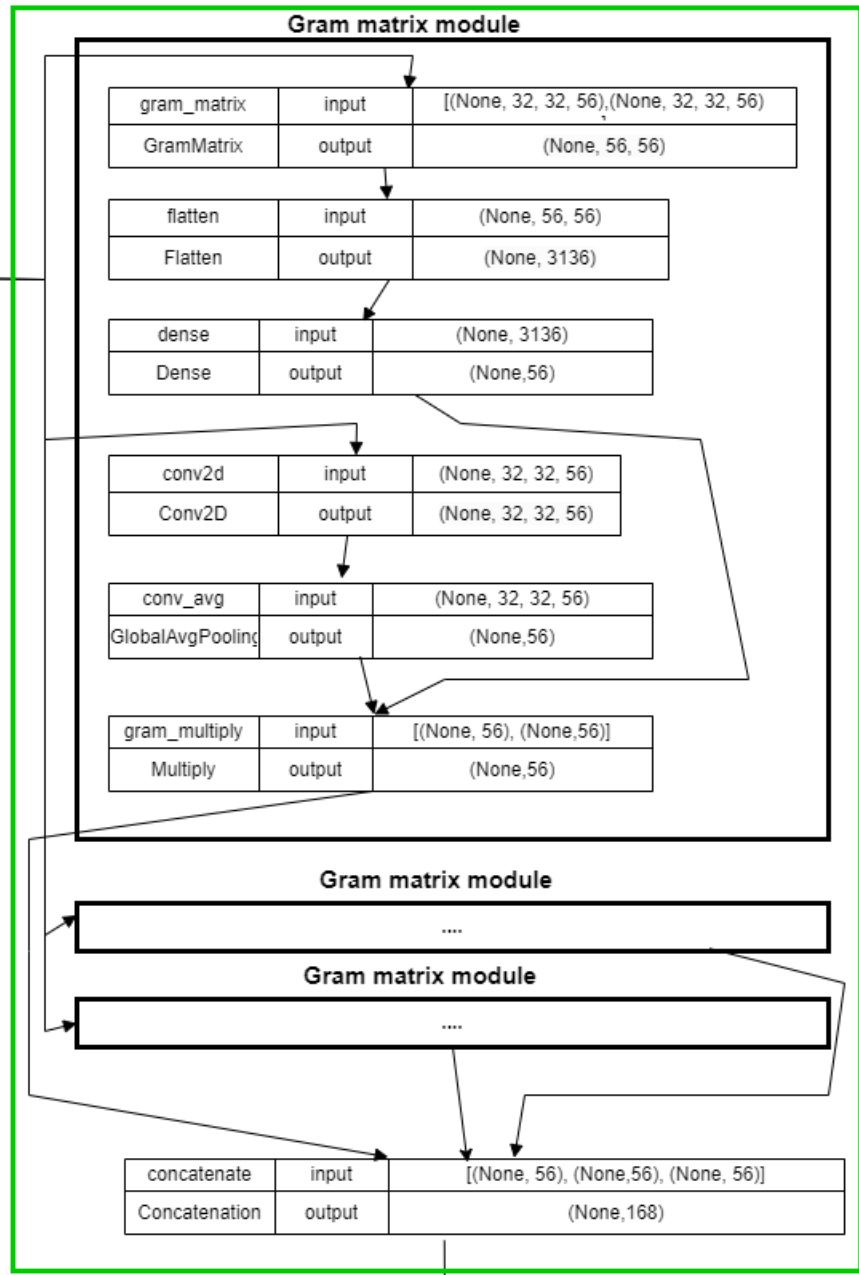 Gram matrix module
gram_matrix input [(None, 32, 32, 56),(None, 32, 32, 56)
GramMatrix output (None, 56, 56)
flatten input (None, 56, 56)
Flatten output (None, 3136)
dense input (None, 3136)
Dense output (None,56)
conv2d input (None, 32, 32, 56)
Conv2D output (None, 32, 32, 56)
conv_avg input (None, 32, 32, 56)
GlobalAvgPooling output (None,56)
gram_multiply input [(None, 56), (None,56)]
Multiply output (None,56)
Gram matrix module
....
Gram matrix module
....
concatenate input [(None, 56), (None,56), (None, 56)]
Concatenation output (None,168)